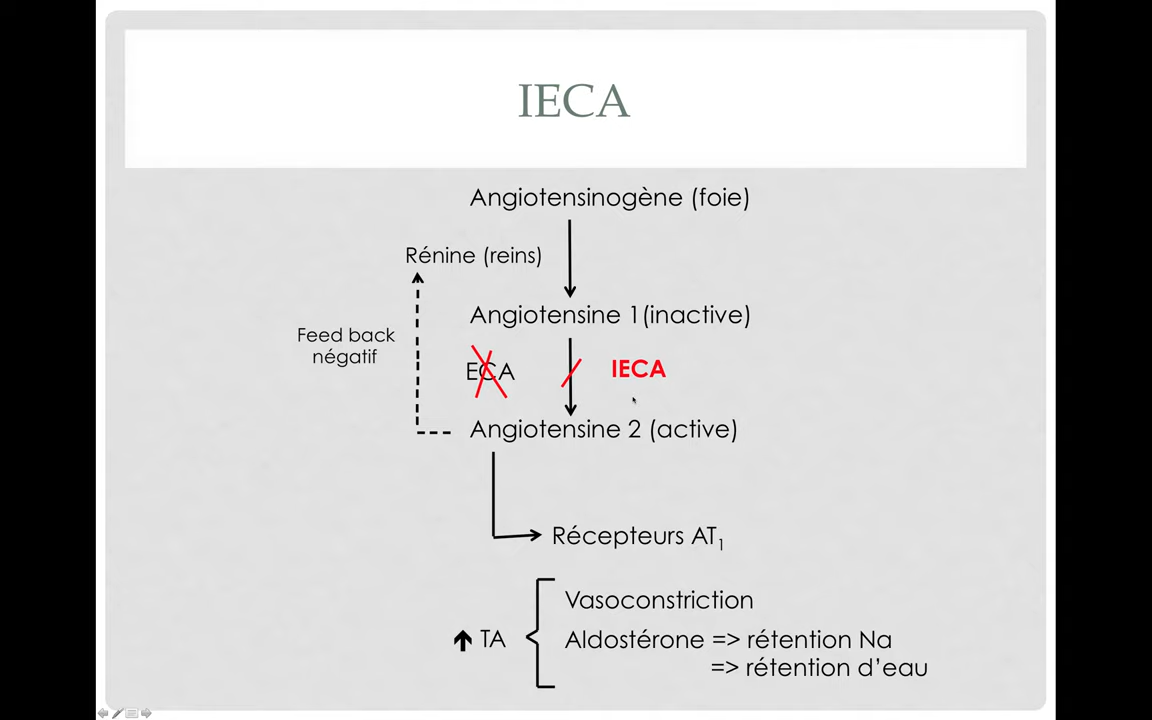 IECA
Angiotensinogène (foie)
Rénine (reins)
Angiotensine 1(inactive)
Feed back
négatif
ECA
IECA
Angiotensine 2 (active)
Récepteurs AT₁
Vasoconstriction
↑ TA
Aldostérone => rétention Na
=> rétention d’eau